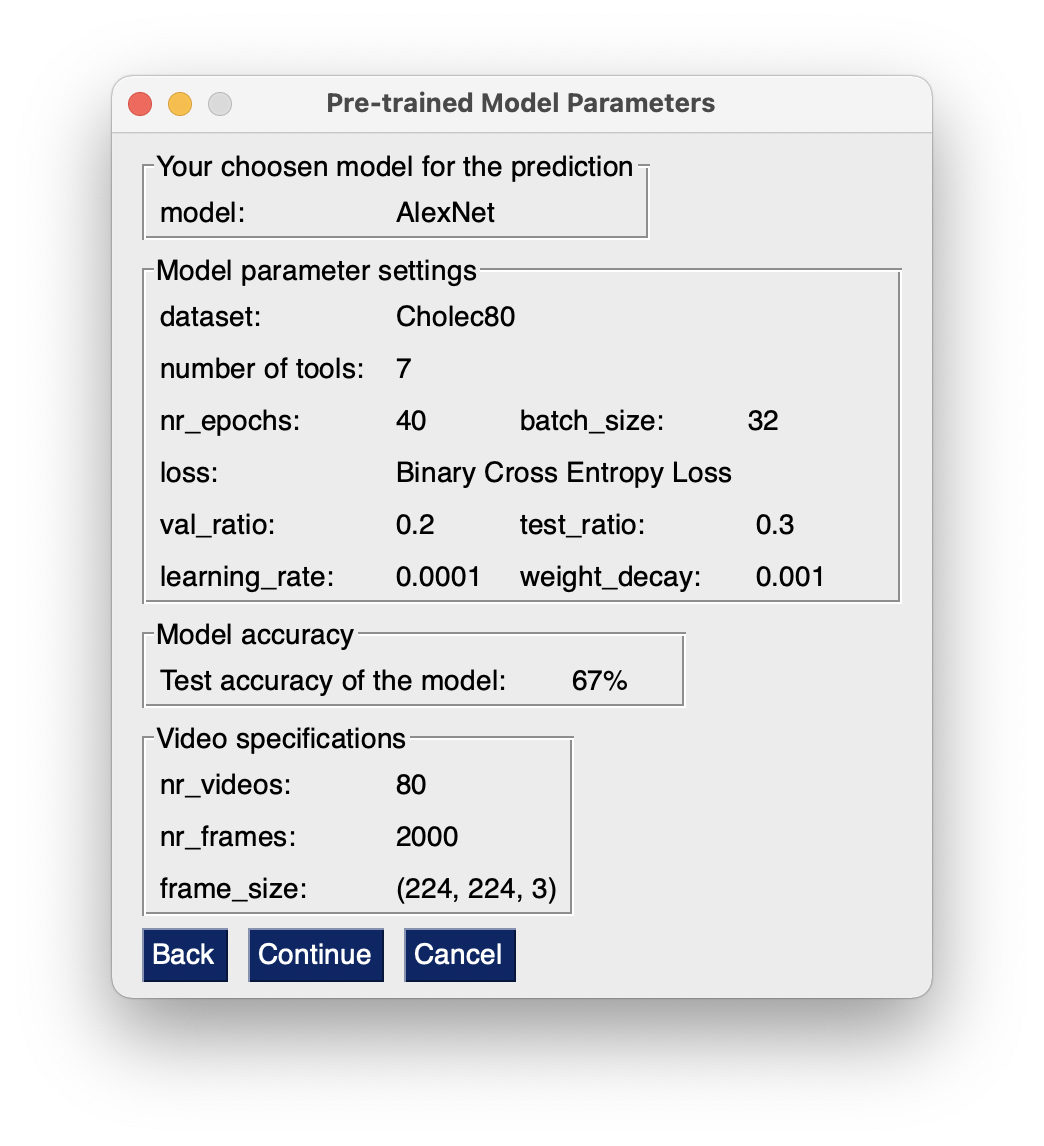 Pre-trained Model Parameters
Your choosen model for the prediction
model: AlexNet
Model parameter settings
dataset: Cholec80
number of tools: 7
nr_epochs: 40 batch_size: 32
loss: Binary Cross Entropy Loss
val_ratio: 0.2 test_ratio: 0.3
learning_rate: 0.0001 weight_decay: 0.001
Model accuracy
Test accuracy of the model: 67%
Video specifications
nr_videos: 80
nr_frames: 2000
frame_size: (224, 224, 3)
Back Continue Cancel